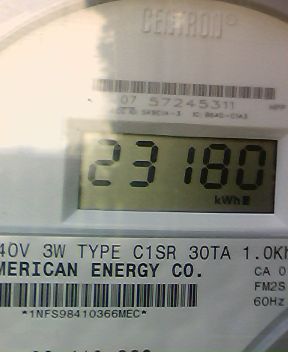 CENTRON
07 57245311
23180
kWh
40V 3W TYPE C1SR 30TA 1.0K
MERICAN ENERGY CO.
CA 0
FM2S
60Hz
*1NFS98410366MEC*